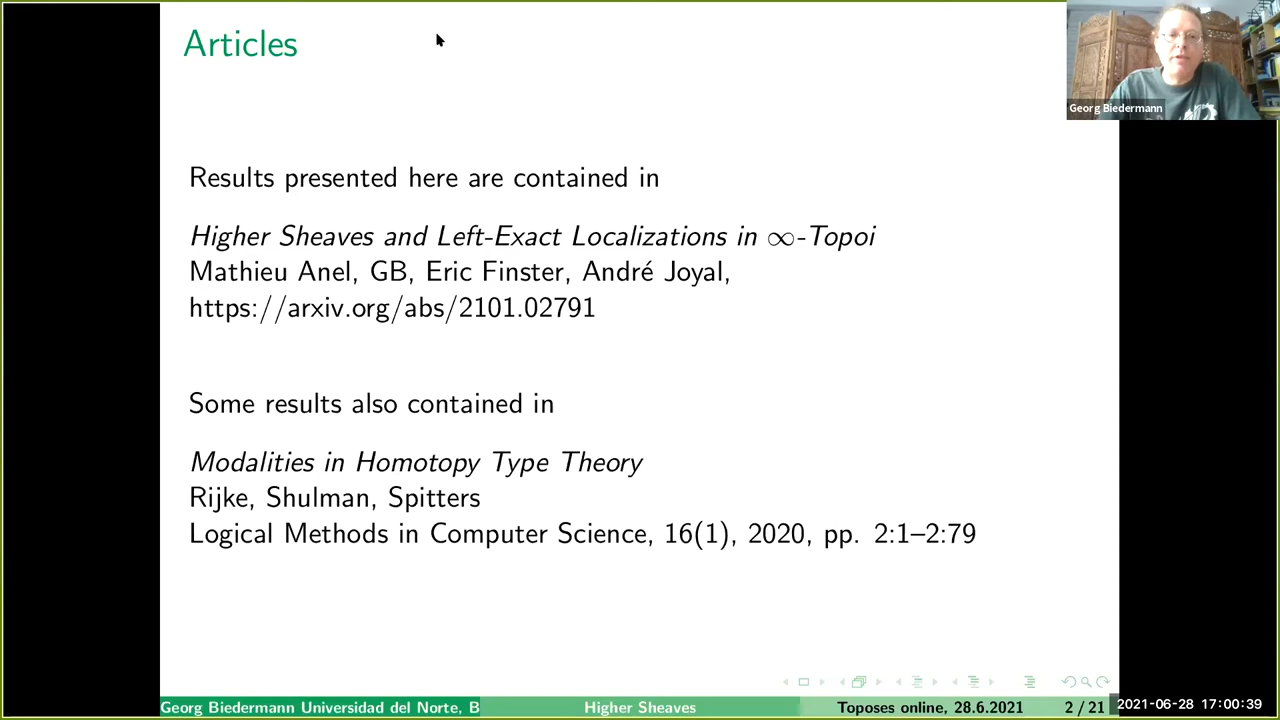 Articles
Georg Biedermann
Results presented here are contained in
Higher Sheaves and Left-Exact Localizations in ∞-Topoi
Mathieu Anel, GB, Eric Finster, André Joyal,
https://arxiv.org/abs/2101.02791
Some results also contained in
Modalities in Homotopy Type Theory
Rijke, Shulman, Spitters
Logical Methods in Computer Science, 16(1), 2020, pp. 2:1–2:79
Georg Biedermann Universidad del Norte, B
Higher Sheaves
Toposes online, 28.6.2021
2 / 21
2021-06-28 17:00:39